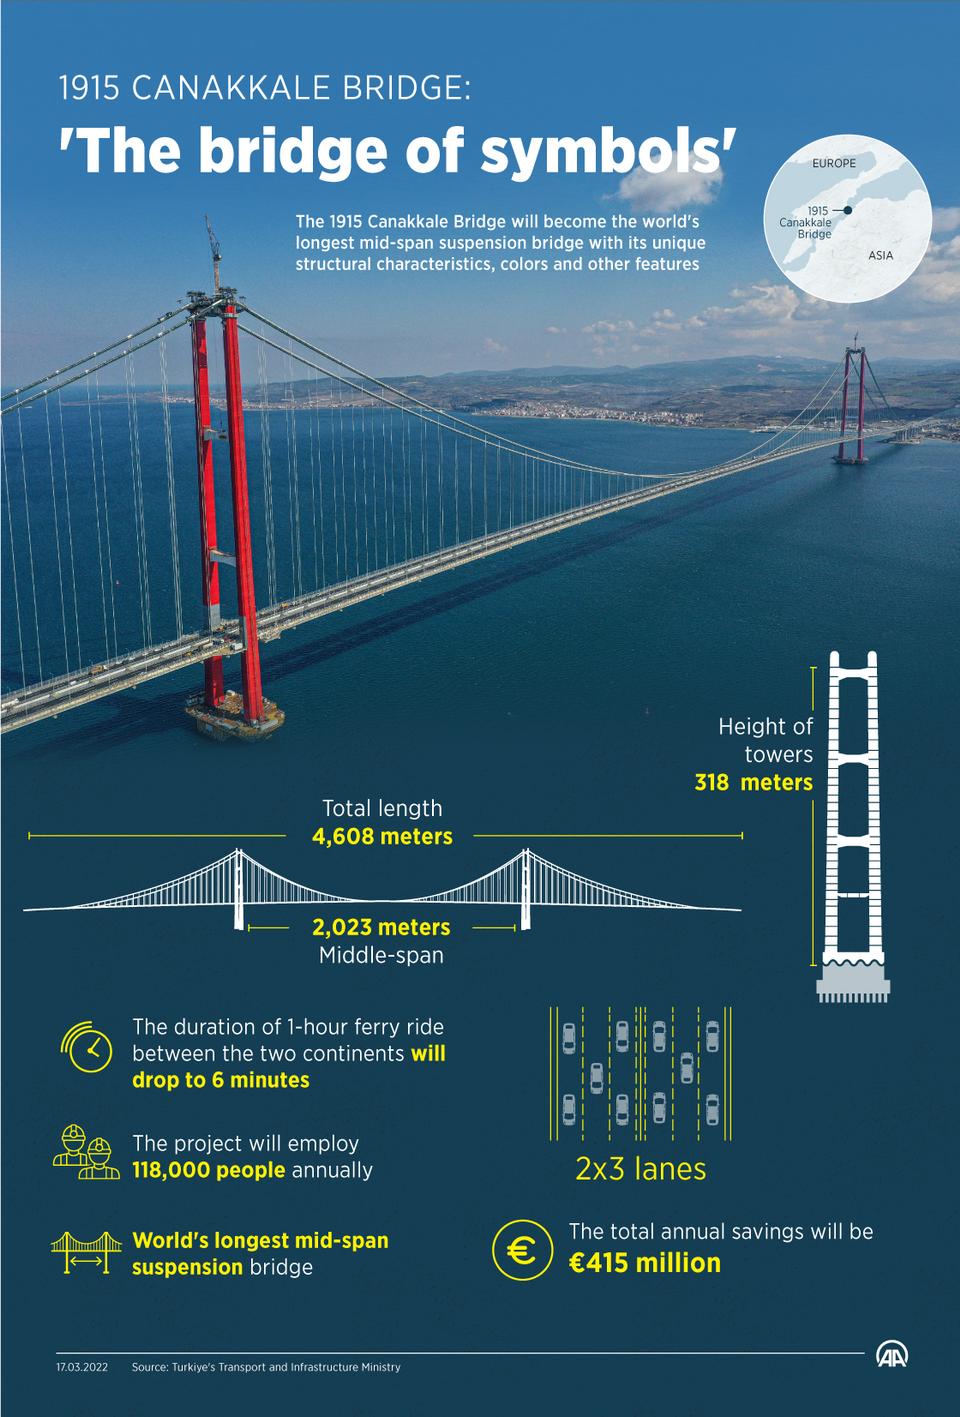 1915 CANAKKALE BRIDGE:
'The bridge of symbols'
The 1915 Canakkale Bridge will become the world's
longest mid-span suspension bridge with its unique
structural characteristics, colors and other features
EUROPE
1915
Canakkale
Bridge
ASIA
Height of
towers
318 meters
Total length
4,608 meters
2,023 meters
Middle-span
The duration of 1-hour ferry ride
between the two continents will
drop to 6 minutes
The project will employ
118,000 people annually
World's longest mid-span
suspension bridge
2x3 lanes
€
The total annual savings will be
€415 million
17.03.2022 Source: Turkiye's Transport and Infrastructure Ministry
AA